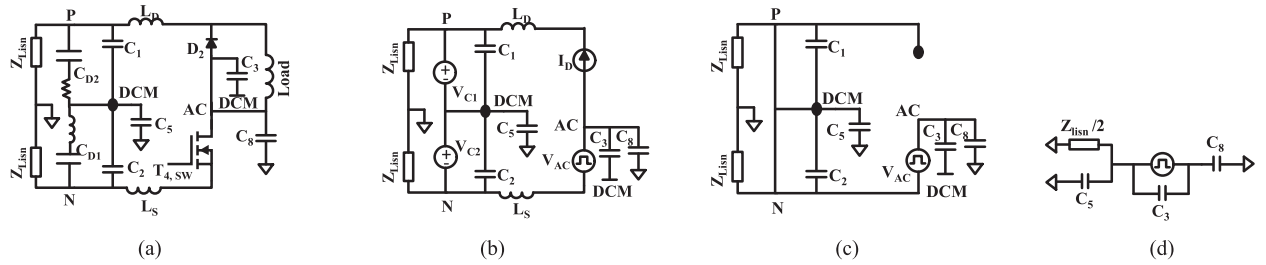 P
L_D
Z_Lisn
C_D2
C_1
D_2
C_3
Load
DCM
DCM
AC
C_5
C_8
C_D1
T_4, SW
Z_Lisn
C_2
N
L_S
(a)
P
L_D
Z_Lisn
C_1
I_D
V_C1
+
-
DCM
C_5
AC
C_3
C_8
V_C2
+
-
V_AC
Z_Lisn
C_2
DCM
N
L_S
(b)
P
Z_Lisn
C_1
DCM
C_5
AC
C_3
C_8
Z_Lisn
C_2
V_AC
DCM
N
(c)
Z_lisn /2
C_8
C_5
C_3
(d)